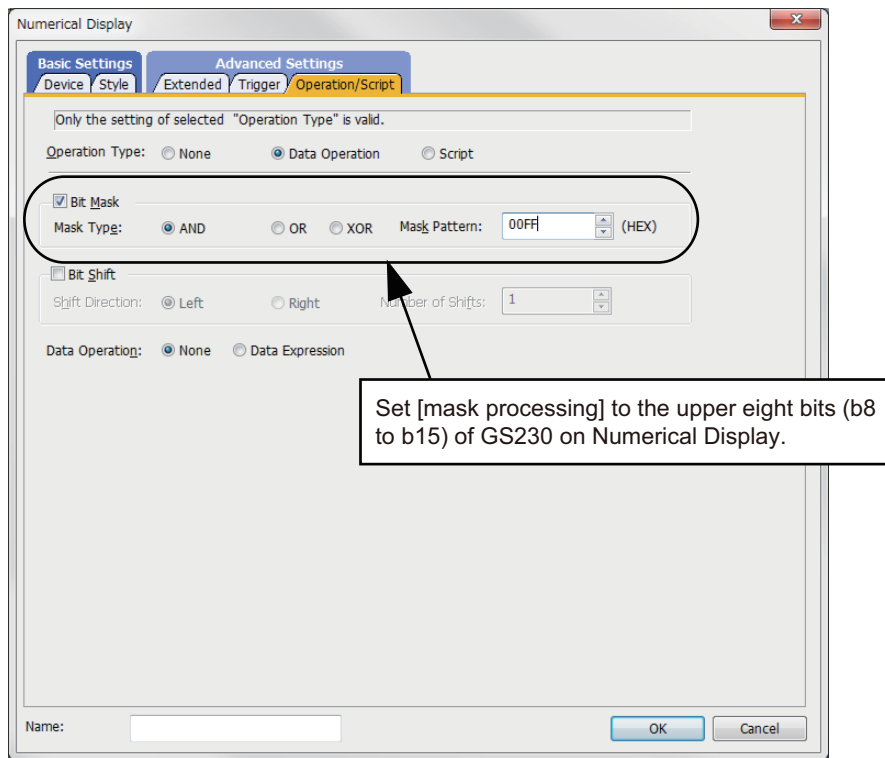 Numerical Display
Basic Settings Advanced Settings
Device Style Extended Trigger Operation/Script
Only the setting of selected "Operation Type" is valid.
Operation Type: None Data Operation Script
Bit Mask
Mask Type: AND OR XOR Mask Pattern: 00FF (HEX)
Bit Shift
Shift Direction: Left Right Number of Shifts: 1
Data Operation: None Data Expression
Set [mask processing] to the upper eight bits (b8
to b15) of GS230 on Numerical Display.
Name: OK Cancel